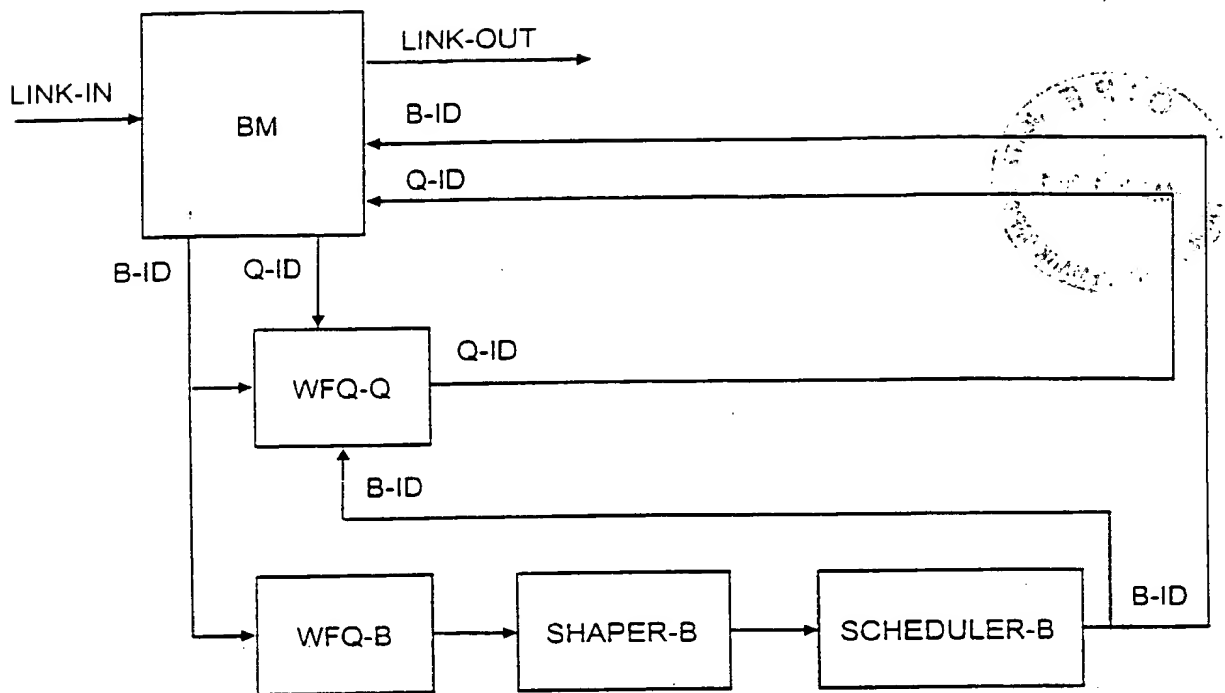 LINK-OUT
LINK-IN
BM
B-ID
Q-ID
B-ID
Q-ID
Q-ID
WFQ-Q
B-ID
B-ID
WFQ-B
SHAPER-B
SCHEDULER-B